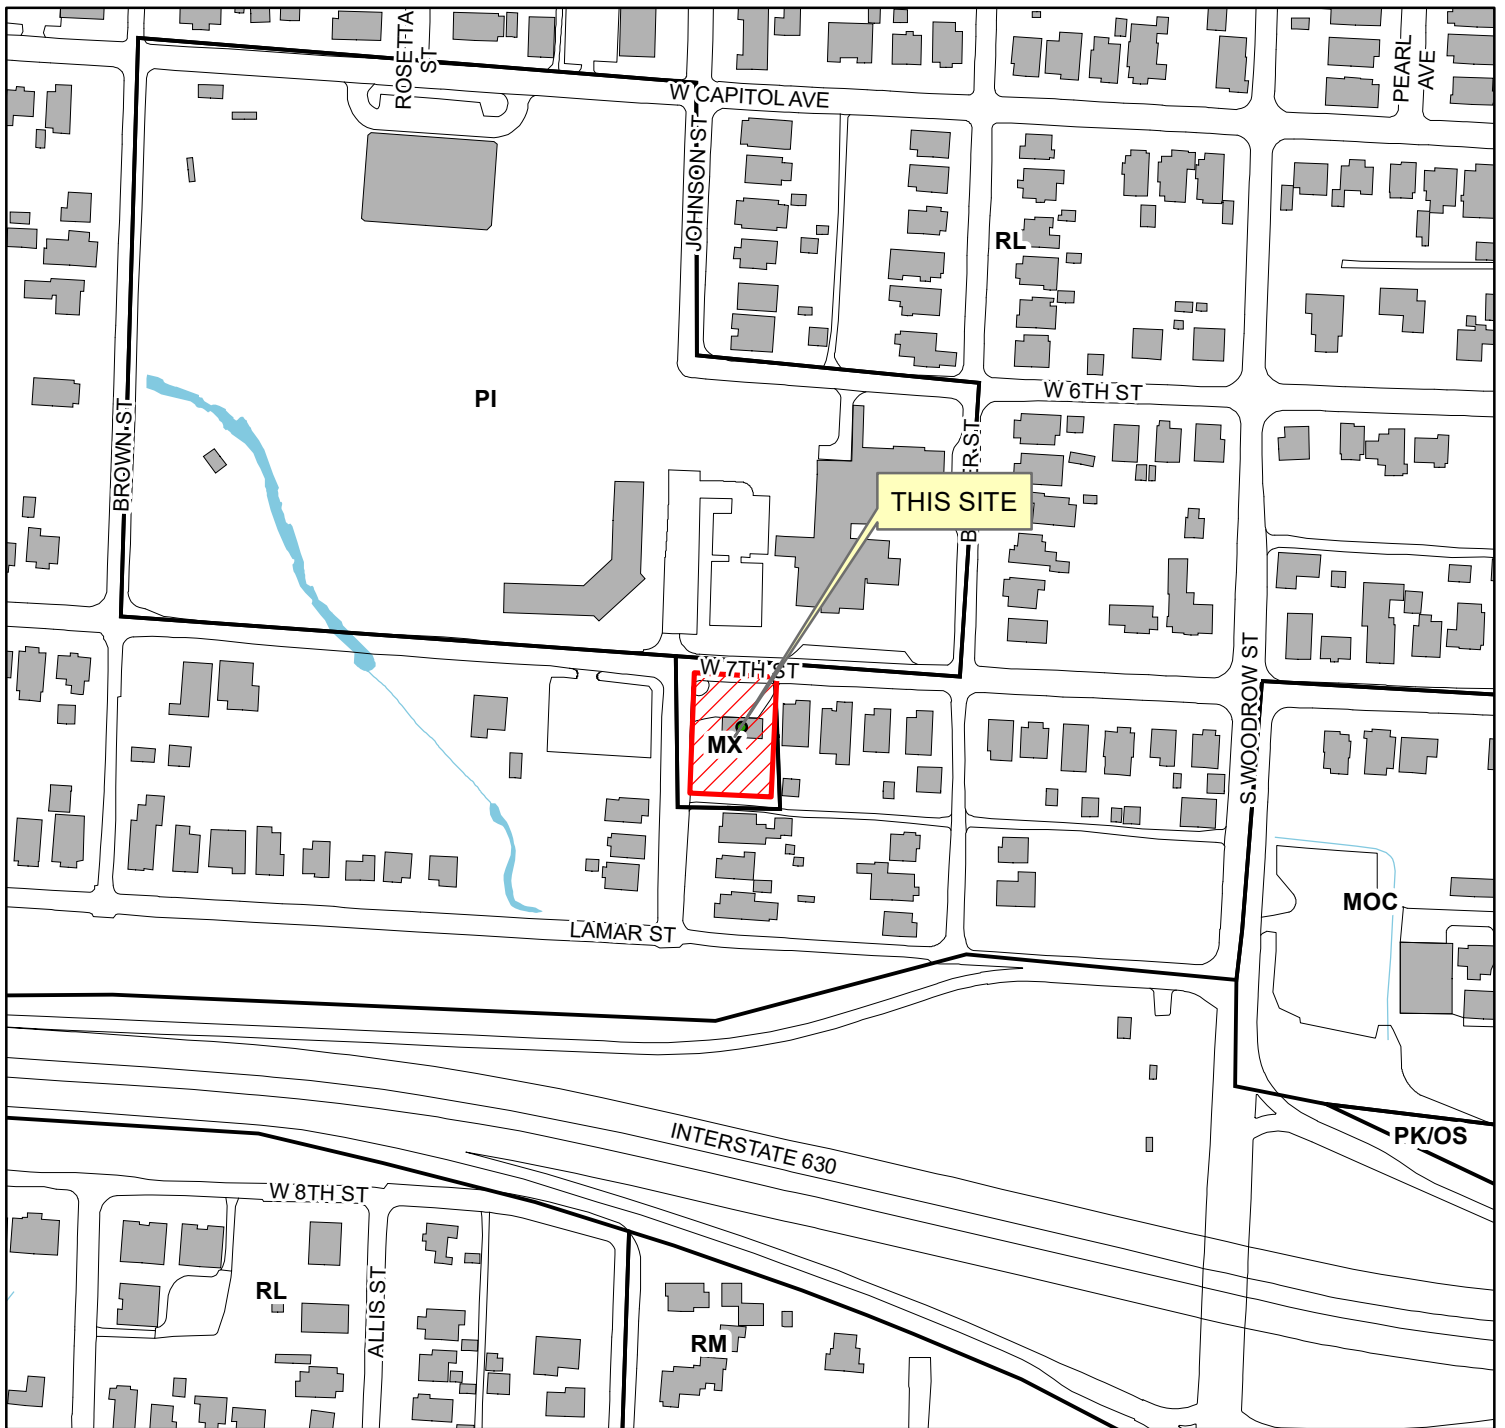 ROSETTA
ST
PEARL
AVE
W CAPITOL AVE
JOHNSON ST
RL
PI
W 6TH ST
BROWN ST
THIS SITE
W 7TH ST
MX
S WOODROW ST
MOC
LAMAR ST
INTERSTATE 630
PK/OS
W 8TH ST
RL
ALLIS ST
RM